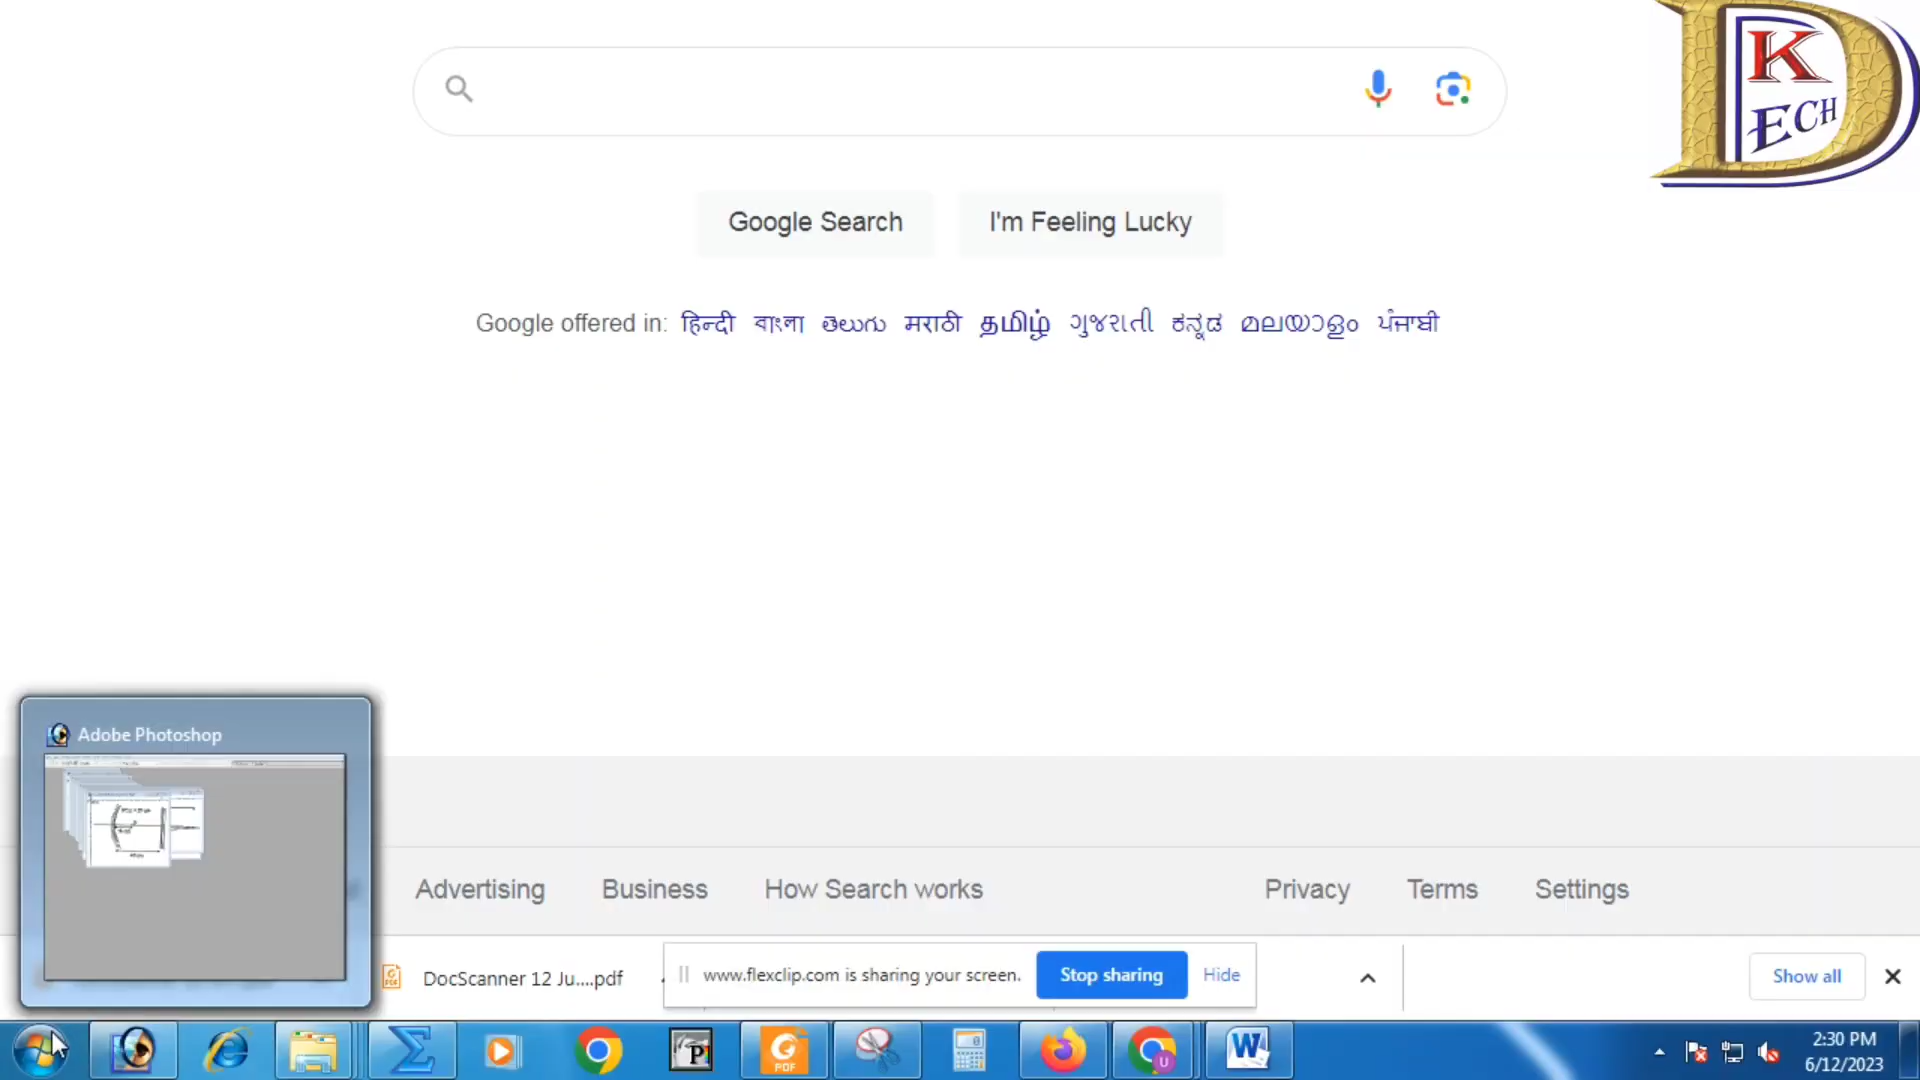 K
ECH
Google Search
I'm Feeling Lucky
Google offered in: हिन्दी বাংলা తెలుగు मराठी தமிழ் ગુજરાતી ಕನ್ನಡ മലയാളം ਪੰਜਾਬੀ
Adobe Photoshop
Advertising Business How Search works Privacy Terms Settings
DocScanner 12 Ju....pdf
www.flexclip.com is sharing your screen. Stop sharing Hide
Show all
2:30 PM
6/12/2023